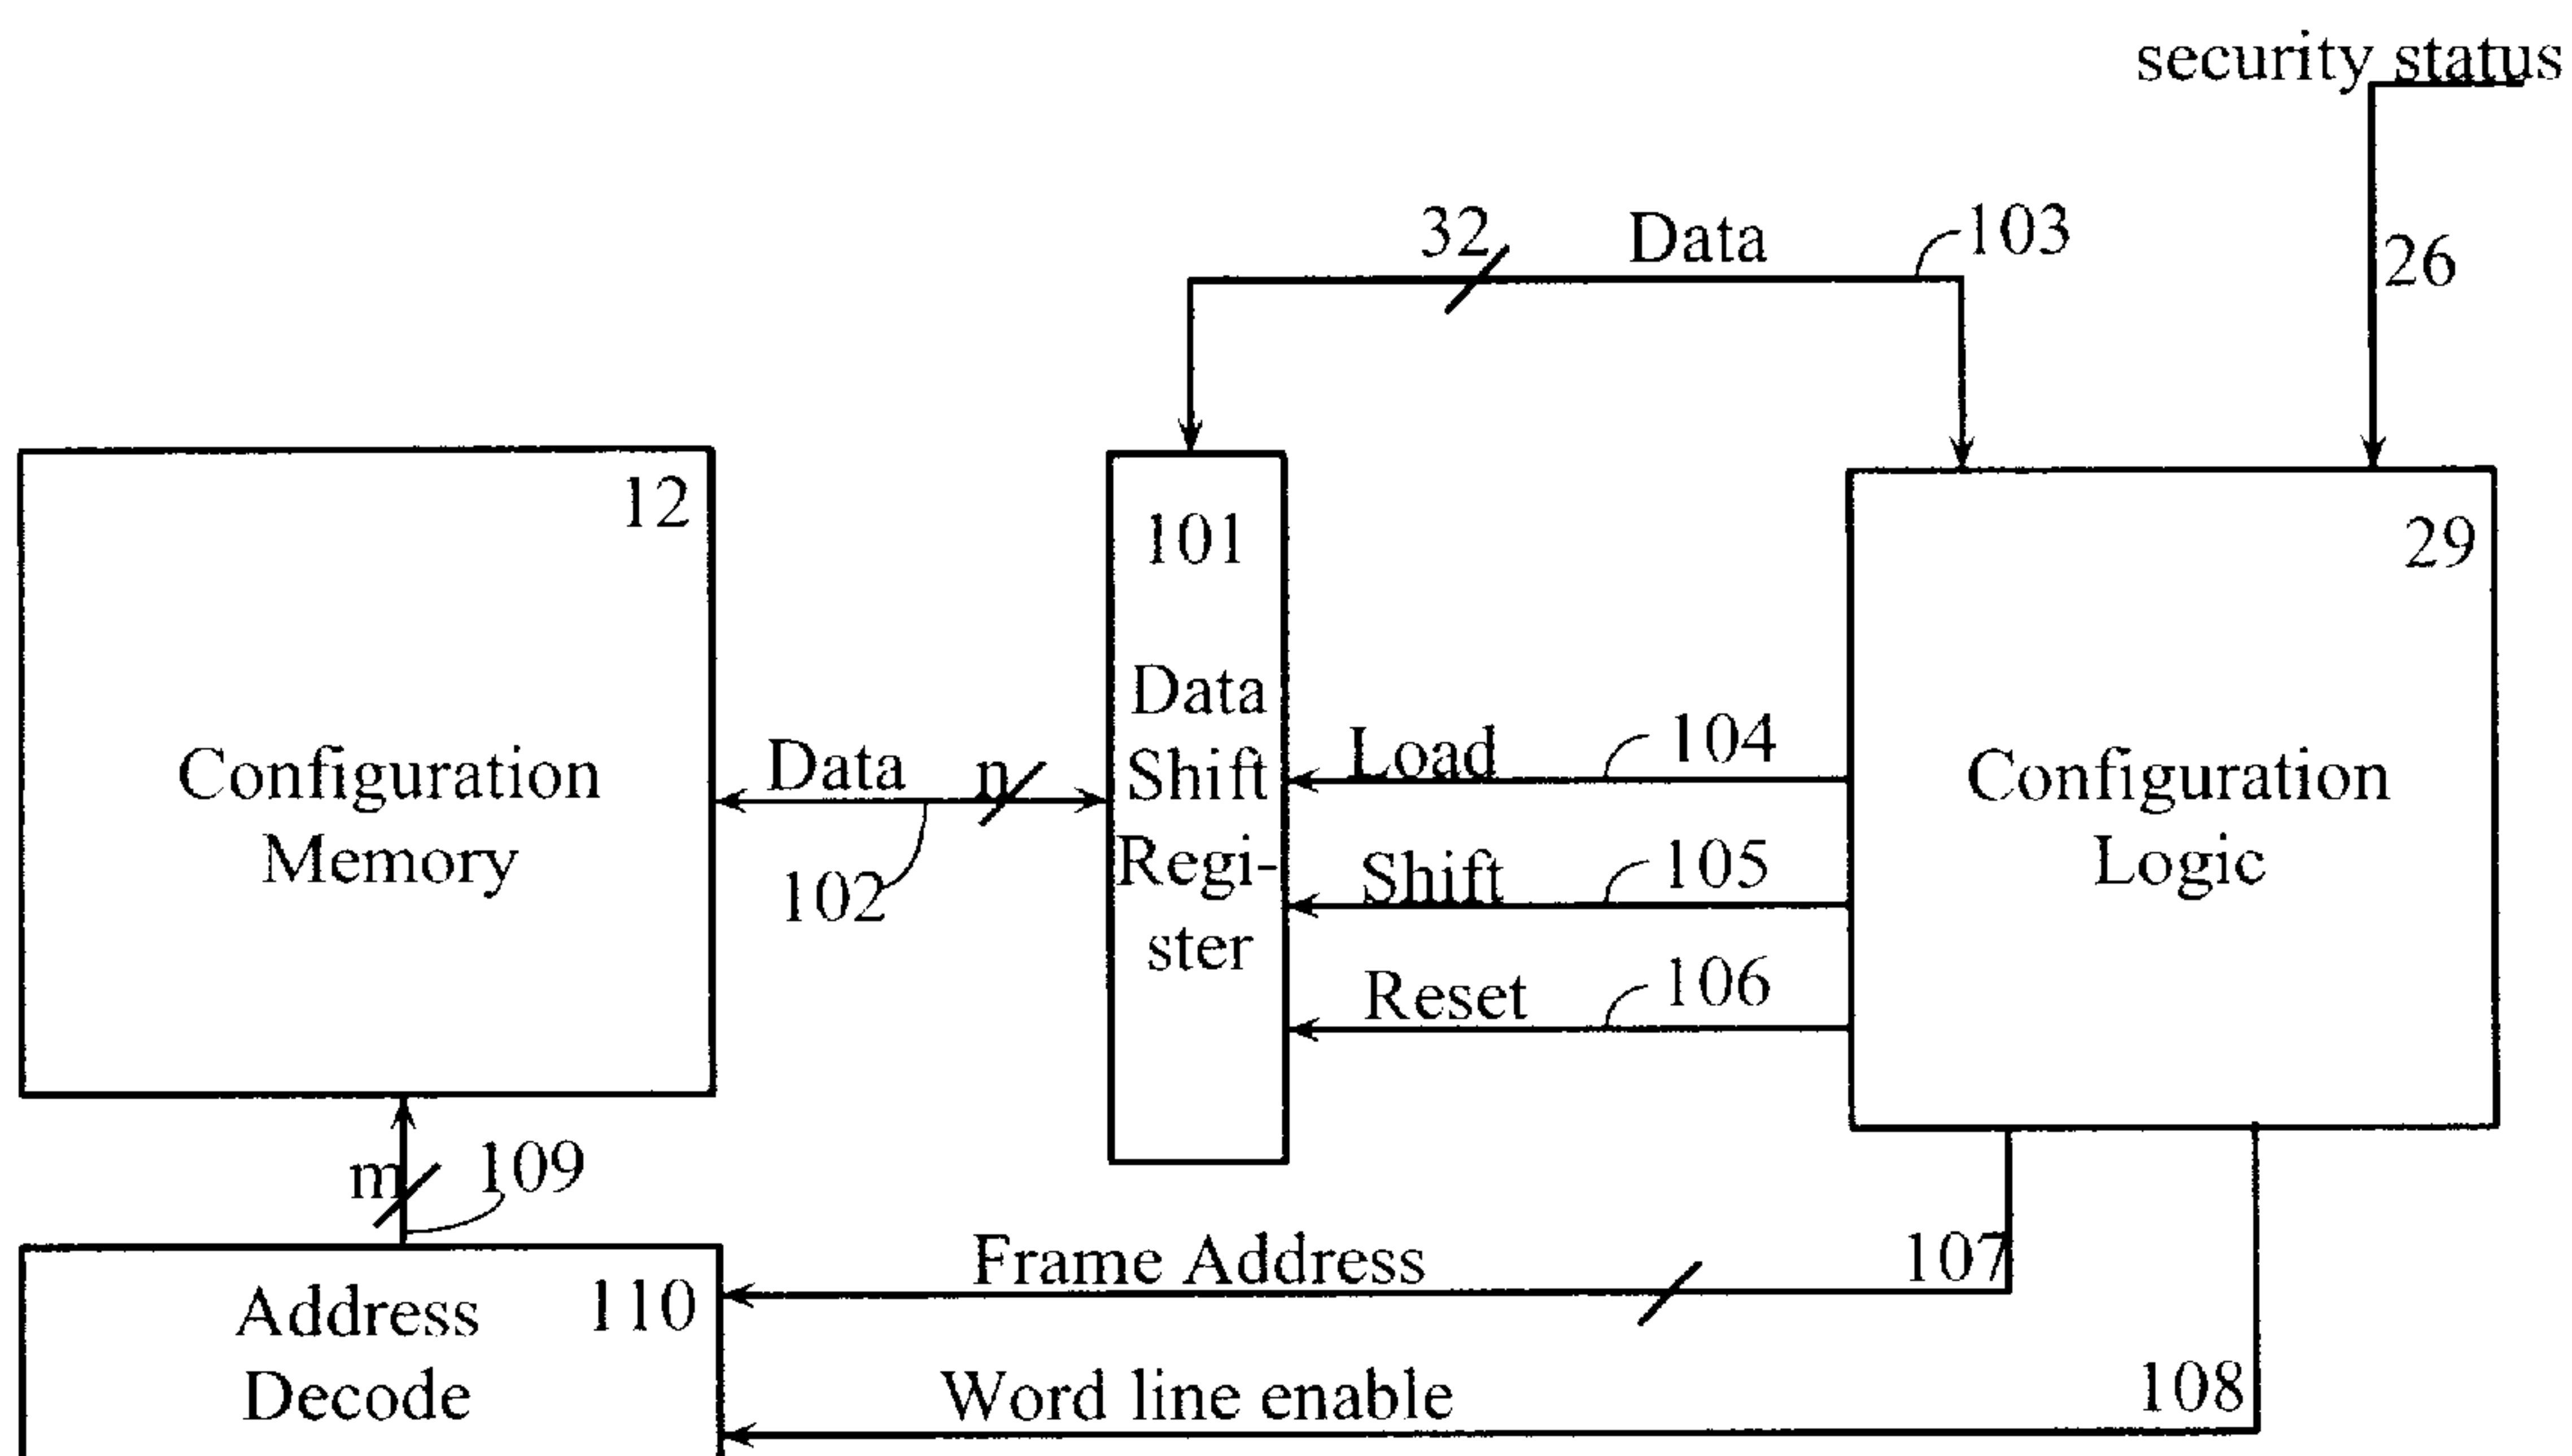 security status
26
32 Data 103
12
Configuration
Memory
Data n
102
101
Data
Shift
Regi-
ster
Load 104
Shift 105
Reset 106
29
Configuration
Logic
m 109
Address
Decode
110
Frame Address 107
Word line enable 108